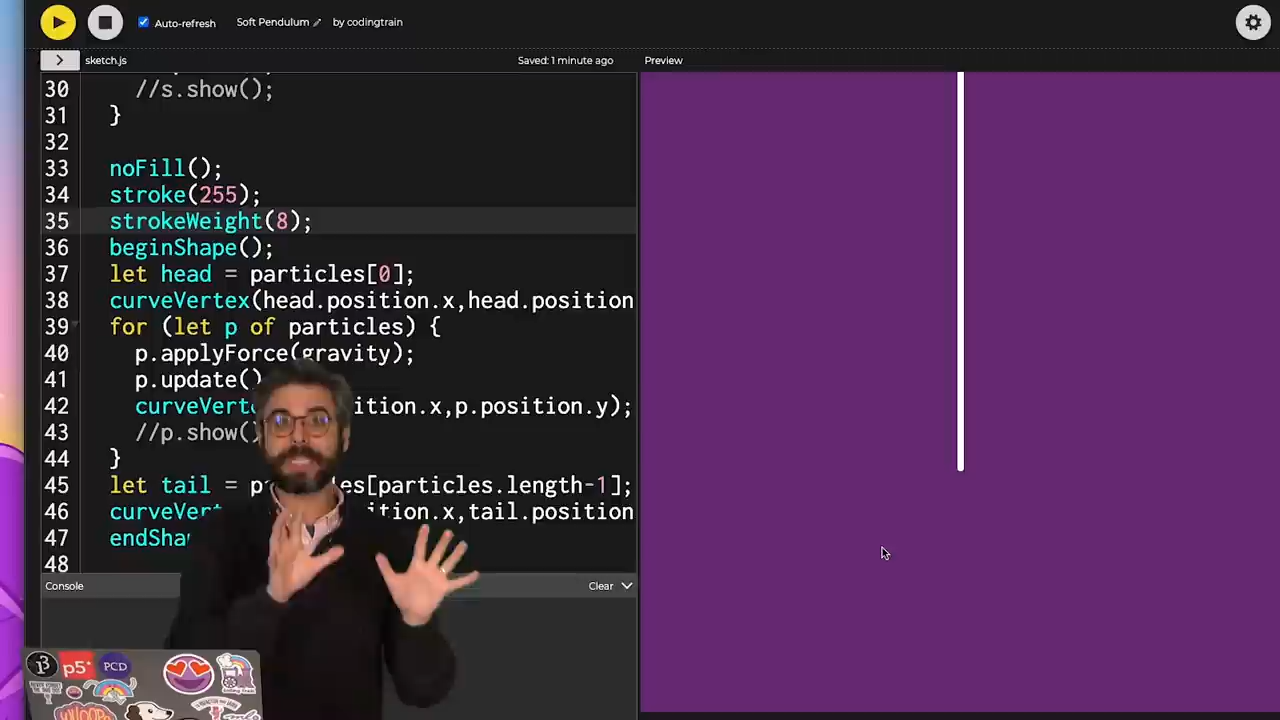 Auto-refresh Soft Pendulum by codingtrain
> sketch.js Saved: 1 minute ago Preview
30 //s.show();
31 }
32
33 noFill();
34 stroke(255);
35 strokeWeight(8);
36 beginShape();
37 let head = particles[0];
38 curveVertex(head.position.x,head.position
39 for (let p of particles) {
40 p.applyForce(gravity);
41 p.update()
42 curveVert ition.x,p.position.y);
43 //p.show()
44 }
45 let tail = p les[particles.length-1];
46 curveVer ition.x,tail.position
47 endSha
48
Console Clear
p5*
PCD
WHOOPS